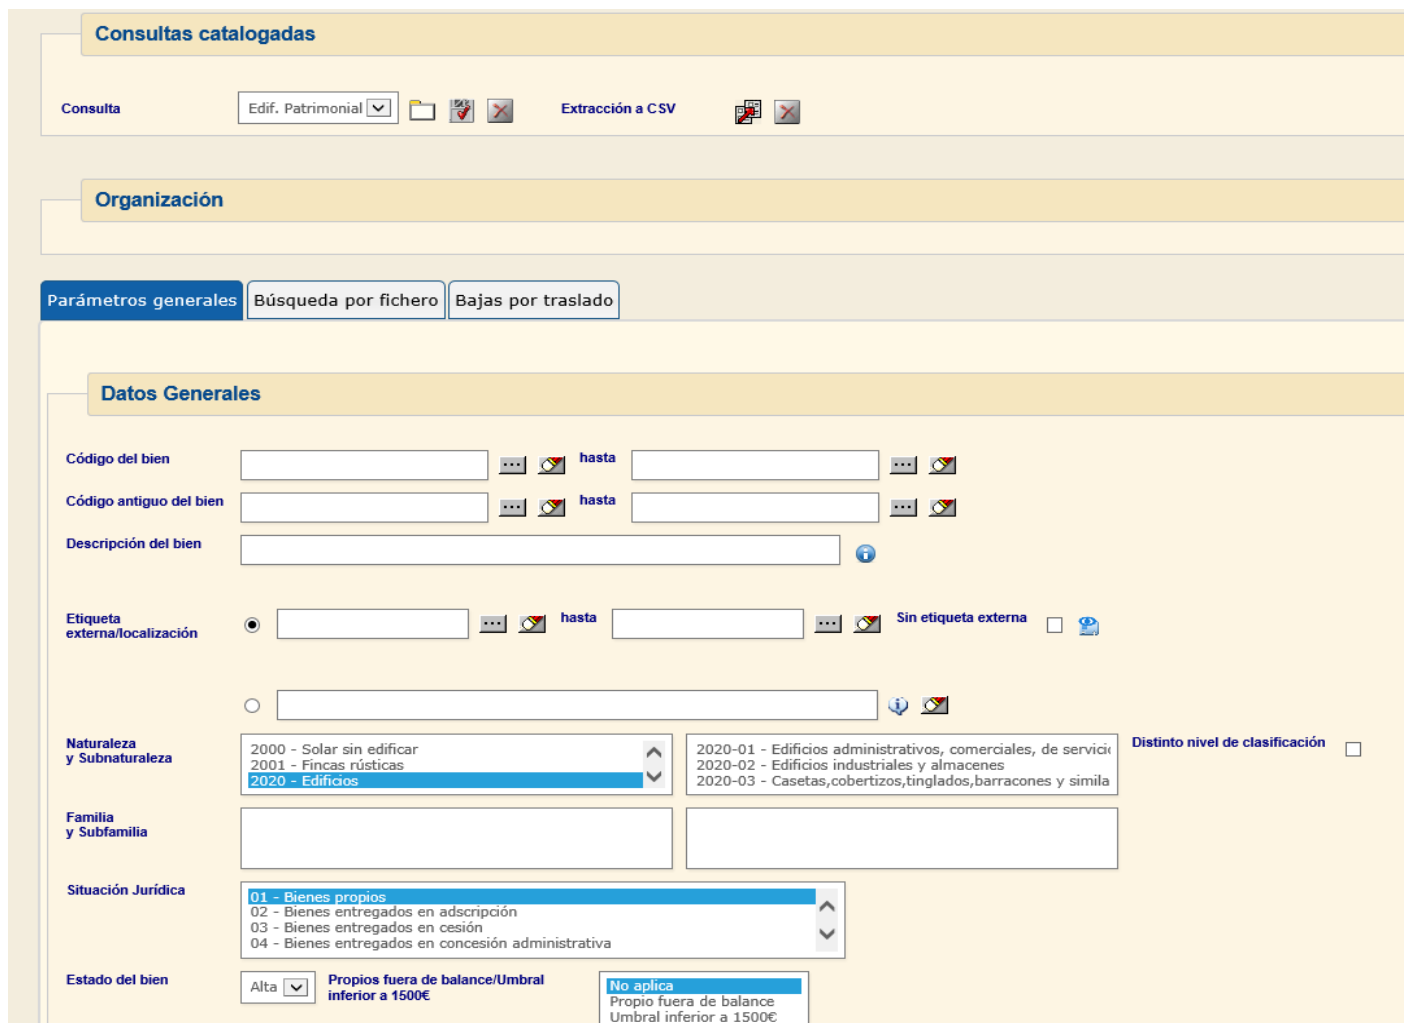 Consultas catalogadas
Consulta
Edif. Patrimonial
Extracción a CSV
Organización
Parámetros generales
Búsqueda por fichero
Bajas por traslado
Datos Generales
Código del bien
hasta
Código antiguo del bien
hasta
Descripción del bien
Etiqueta
externa/localización
hasta
Sin etiqueta externa
Naturaleza
y Subnaturaleza
2000 - Solar sin edificar
2001 - Fincas rústicas
2020 - Edificios
2020-01 - Edificios administrativos, comerciales, de servici
2020-02 - Edificios industriales y almacenes
2020-03 - Casetas,cobertizos,tinglados,barracones y simila
Distinto nivel de clasificación
Familia
y Subfamilia
Situación Jurídica
01 - Bienes propios
02 - Bienes entregados en adscripción
03 - Bienes entregados en cesión
04 - Bienes entregados en concesión administrativa
Estado del bien
Alta
Propios fuera de balance/Umbral
inferior a 1500€
No aplica
Propio fuera de balance
Umbral inferior a 1500€